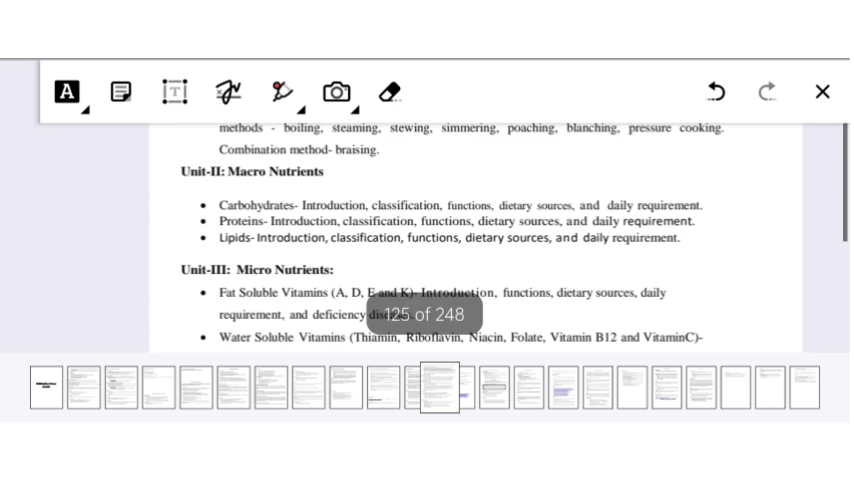 methods - boiling, steaming, stewing, simmering, poaching, blanching, pressure cooking.
Combination method- braising.
Unit-II: Macro Nutrients
• Carbohydrates- Introduction, classification, functions, dietary sources, and daily requirement.
• Proteins- Introduction, classification, functions, dietary sources, and daily requirement.
• Lipids- Introduction, classification, functions, dietary sources, and daily requirement.
Unit-III: Micro Nutrients:
• Fat Soluble Vitamins (A, D, E and K)- Introduction, functions, dietary sources, daily
requirement, and deficiency
125 of 248
• Water Soluble Vitamins (Thiamin, Riboflavin, Niacin, Folate, Vitamin B12 and VitaminC)-